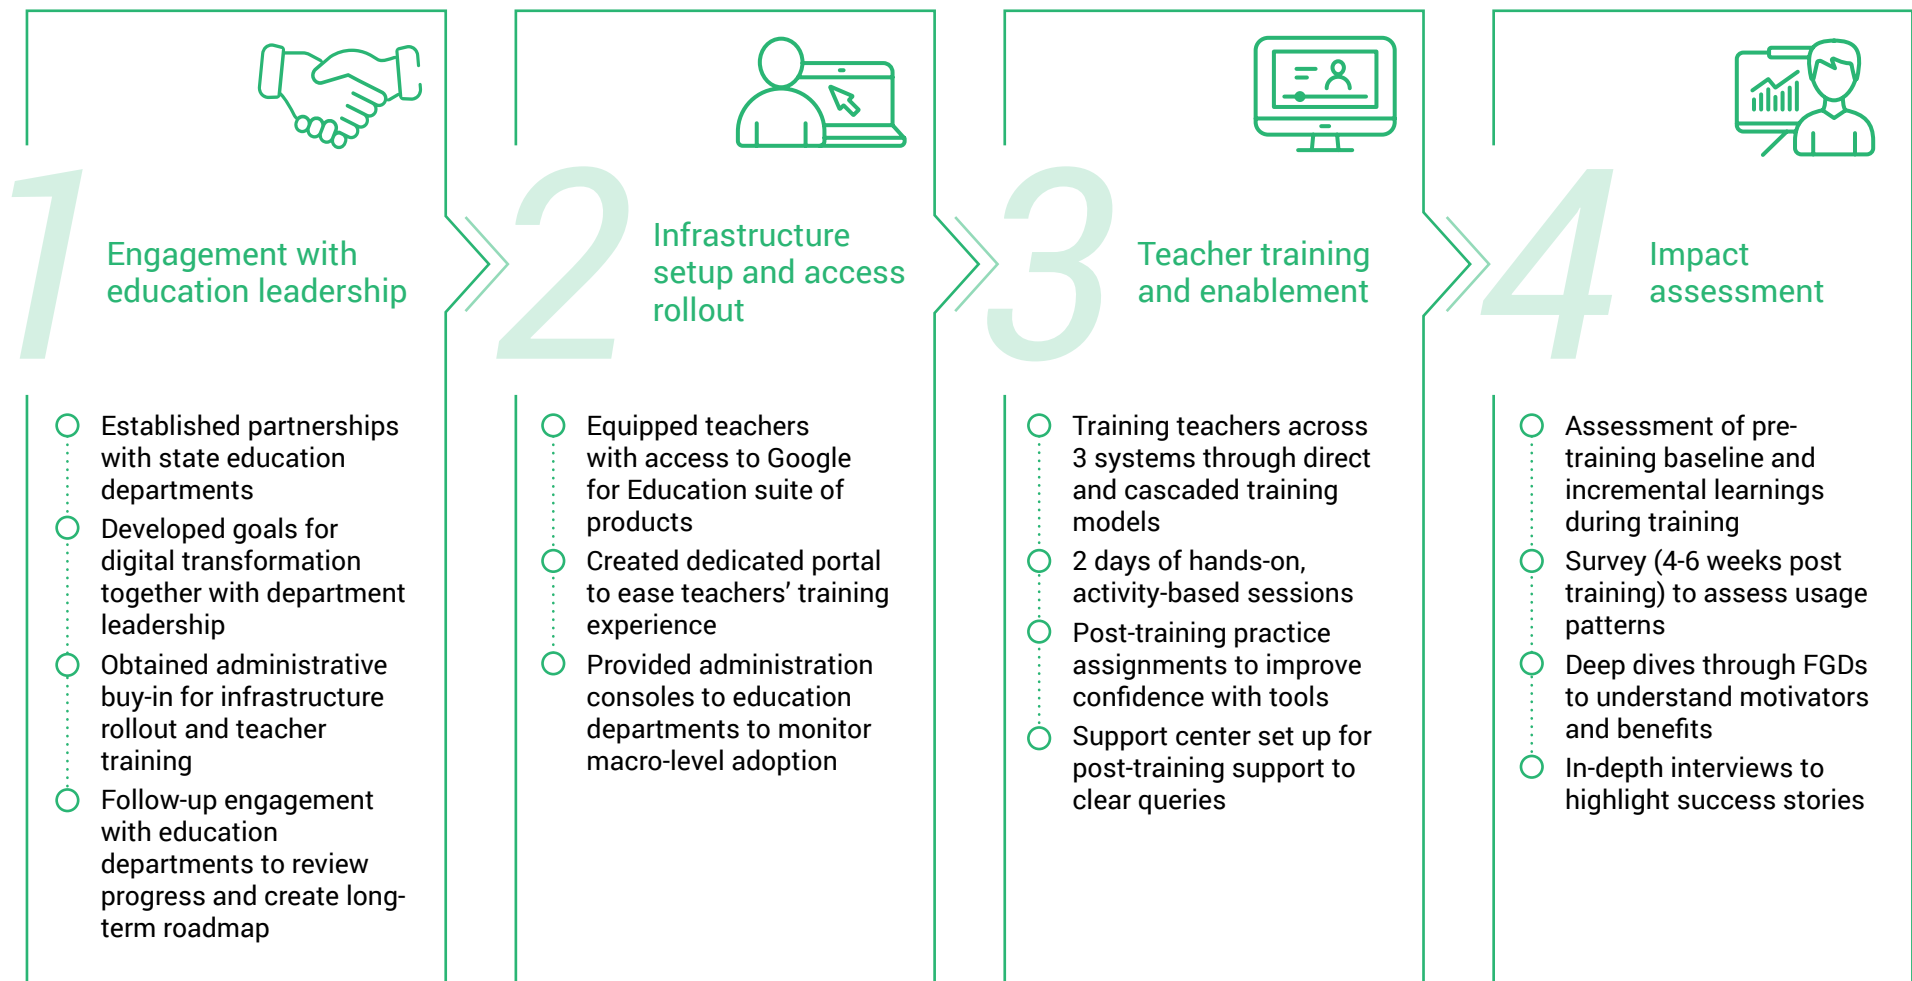 1
Engagement with
education leadership
Established partnerships
with state education
departments
Developed goals for
digital transformation
together with department
leadership
Obtained administrative
buy-in for infrastructure
rollout and teacher
training
Follow-up engagement
with education
departments to review
progress and create long-
term roadmap
2
Infrastructure
setup and access
rollout
Equipped teachers
with access to Google
for Education suite of
products
Created dedicated portal
to ease teachers’ training
experience
Provided administration
consoles to education
departments to monitor
macro-level adoption
3
Teacher training
and enablement
Training teachers across
3 systems through direct
and cascaded training
models
2 days of hands-on,
activity-based sessions
Post-training practice
assignments to improve
confidence with tools
Support center set up for
post-training support to
clear queries
4
Impact
assessment
Assessment of pre-
training baseline and
incremental learnings
during training
Survey (4-6 weeks post
training) to assess usage
patterns
Deep dives through FGDs
to understand motivators
and benefits
In-depth interviews to
highlight success stories